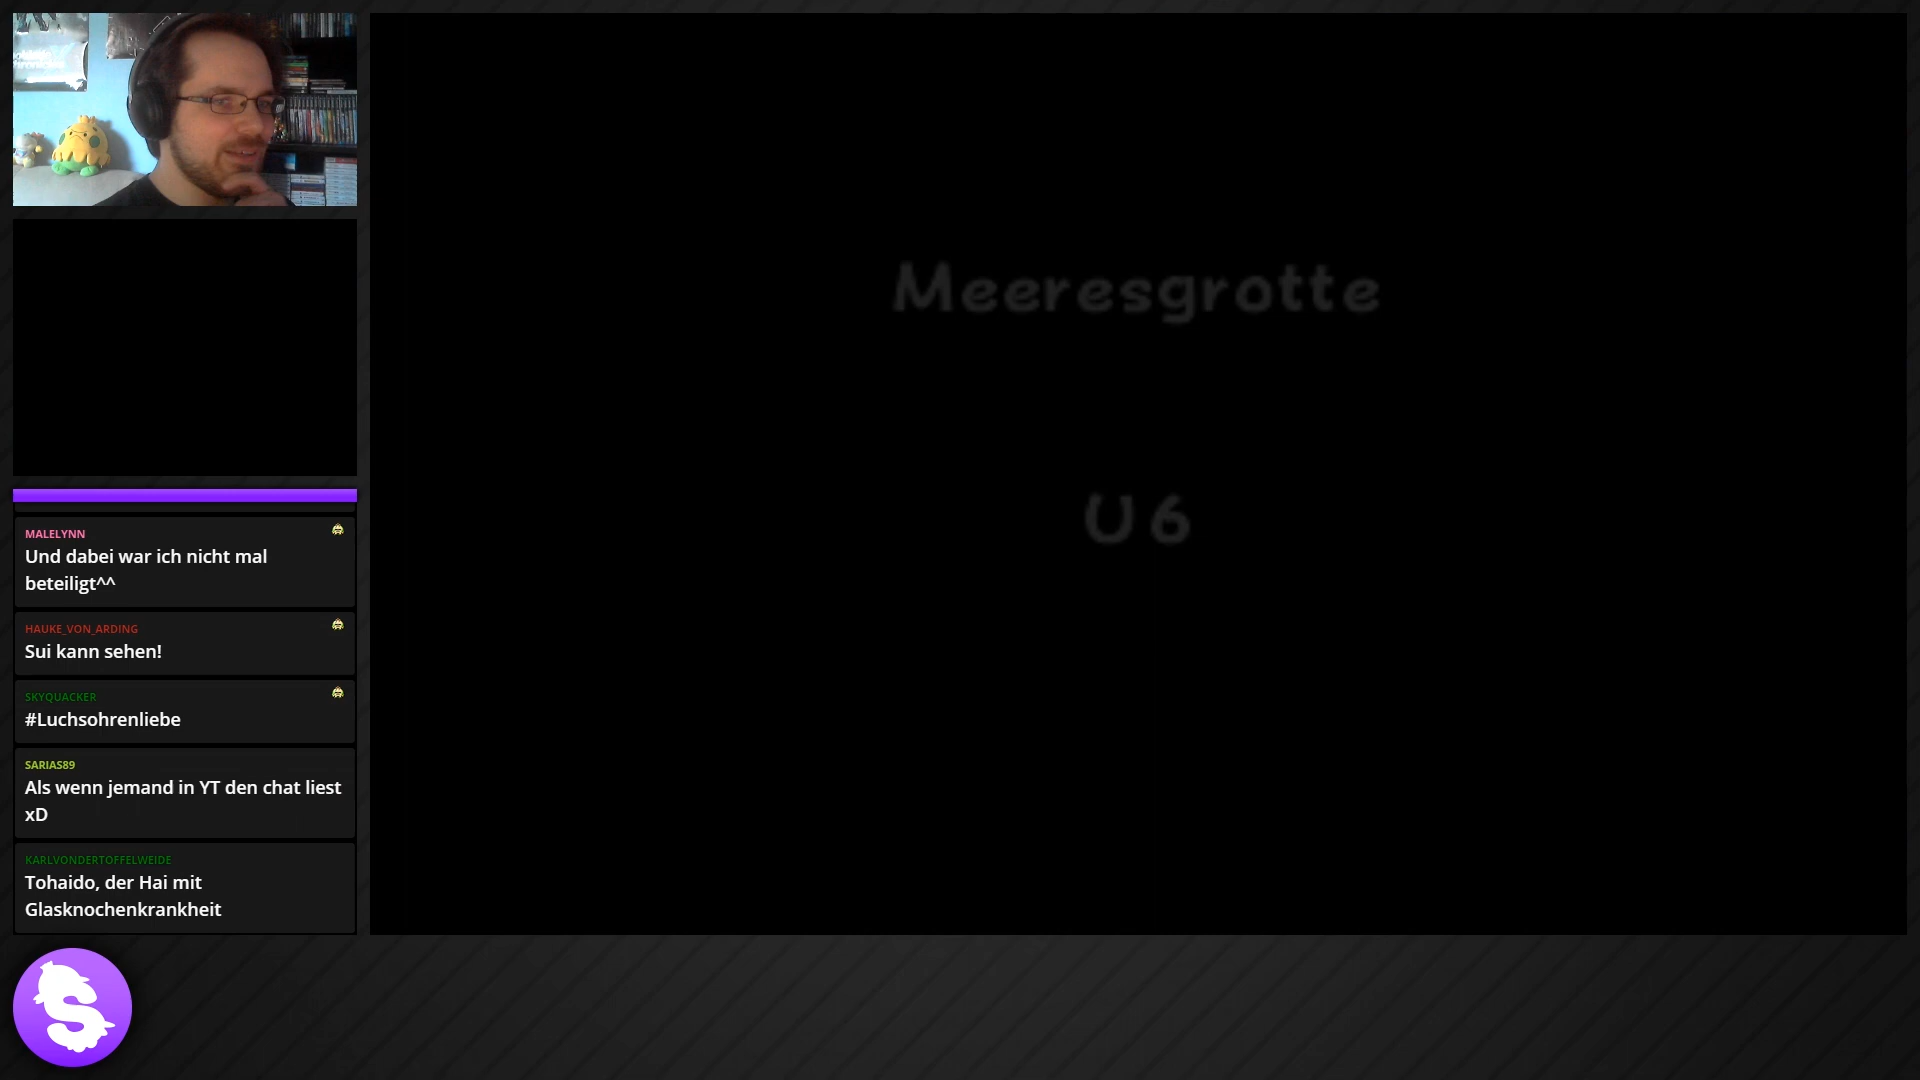 MALELYNN
Und dabei war ich nicht mal
beteiligt^^
HAUKE_VON_ARDING
Sui kann sehen!
SKYQUACKER
#Luchsohrenliebe
SARIAS89
Als wenn jemand in YT den chat liest
xD
KARLVONDERTOFFELWEIDE
Tohaido, der Hai mit
Glasknochenkrankheit
Meeresgrotte
U6